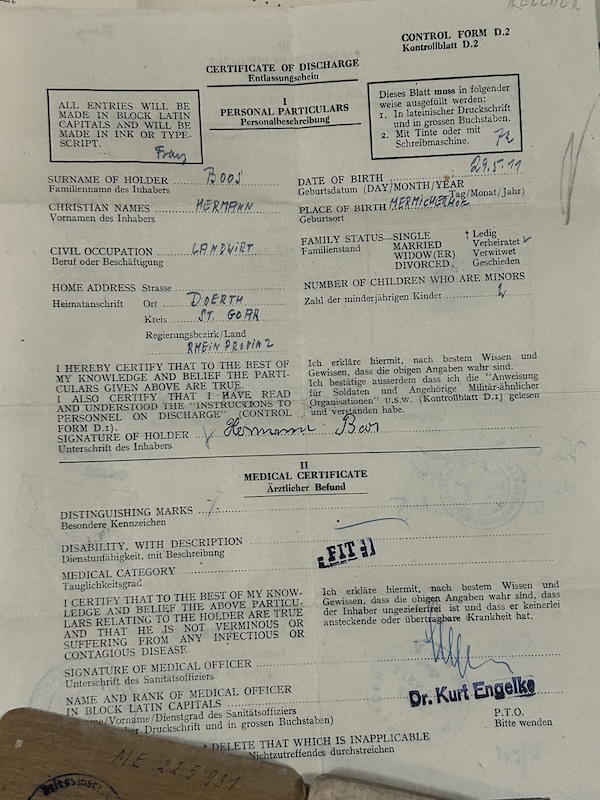 KELLNER
CONTROL FORM D.2
Kontrollblatt D.2
CERTIFICATE OF DISCHARGE
Entlassungschein
I
PERSONAL PARTICULARS
Personalbeschreibung
ALL ENTRIES WILL BE
MADE IN BLOCK LATIN
CAPITALS AND WILL BE
MADE IN INK OR TYPE-
SCRIPT.
Franz
Dieses Blatt muss in folgender
weise ausgefüllt werden:
1. In lateinischer Druckschrift
und in grossen Buchstaben.
2. Mit Tinte oder mit
Schreibmaschine.
SURNAME OF HOLDER BOOS
Familienname des Inhabers
DATE OF BIRTH 29.5.11
Geburtsdatum (DAY/MONTH/YEAR
Tag/Monat/Jahr)
CHRISTIAN NAMES HERMANN
Vornamen des Inhabers
PLACE OF BIRTH
Geburtsort
CIVIL OCCUPATION LANDWIRT
Beruf oder Beschäftigung
FAMILY STATUS SINGLE † Ledig
Familienstand MARRIED Verheiratet
WIDOW(ER) Verwitwet
DIVORCED Geschieden
HOME ADDRESS Strasse
Heimatanschrift Ort DOERTH
Kreis ST. GOAR
Regierungsbezirk/Land
RHEIN PROVINZ
NUMBER OF CHILDREN WHO ARE MINORS
Zahl der minderjährigen Kinder
I HEREBY CERTIFY THAT TO THE BEST OF
MY KNOWLEDGE AND BELIEF THE PARTI-
CULARS GIVEN ABOVE ARE TRUE.
I ALSO CERTIFY THAT I HAVE READ
AND UNDERSTOOD THE "INSTRUCTIONS TO
PERSONNEL ON DISCHARGE" (CONTROL
FORM D.1).
Ich erkläre hiermit, nach bestem Wissen und
Gewissen, dass die obigen Angaben wahr sind.
Ich bestätige ausserdem dass ich die "Anweisung
für Soldaten und Angehörige Militär-ähnlicher
Organisationen" u.s.w. (Kontrollblatt D.1) gelesen
und verstanden habe.
SIGNATURE OF HOLDER Hermann Boos
Unterschrift des Inhabers
II
MEDICAL CERTIFICATE
Ärztlicher Befund
DISTINGUISHING MARKS
Besondere Kennzeichen
DISABILITY, WITH DESCRIPTION
Dienstunfähigkeit, mit Beschreibung
FIT
MEDICAL CATEGORY
Tauglichkeitsgrad
I CERTIFY THAT TO THE BEST OF MY KNOW-
LEDGE AND BELIEF THE ABOVE PARTICU-
LARS RELATING TO THE HOLDER ARE TRUE
AND THAT HE IS NOT VERMINOUS OR
SUFFERING FROM ANY INFECTIOUS OR
CONTAGIOUS DISEASE
Ich erkläre hiermit, nach bestem Wissen und
Gewissen, dass die obigen Angaben wahr sind, dass
der Inhaber ungezieferfrei ist und dass er keinerlei
ansteckende oder übertragbare Krankheit hat.
SIGNATURE OF MEDICAL OFFICER
Unterschrift des Sanitätsoffiziers
NAME AND RANK OF MEDICAL OFFICER
IN BLOCK LATIN CAPITALS
Dr. Kurt Engelke
/Vorname/Dienstgrad des Sanitätsoffiziers
Druckschrift und in grossen Buchstaben)
P.T.O.
Bitte wenden
DELETE THAT WHICH IS INAPPLICABLE
Nichtzutreffendes durchstreichen
ME 225981